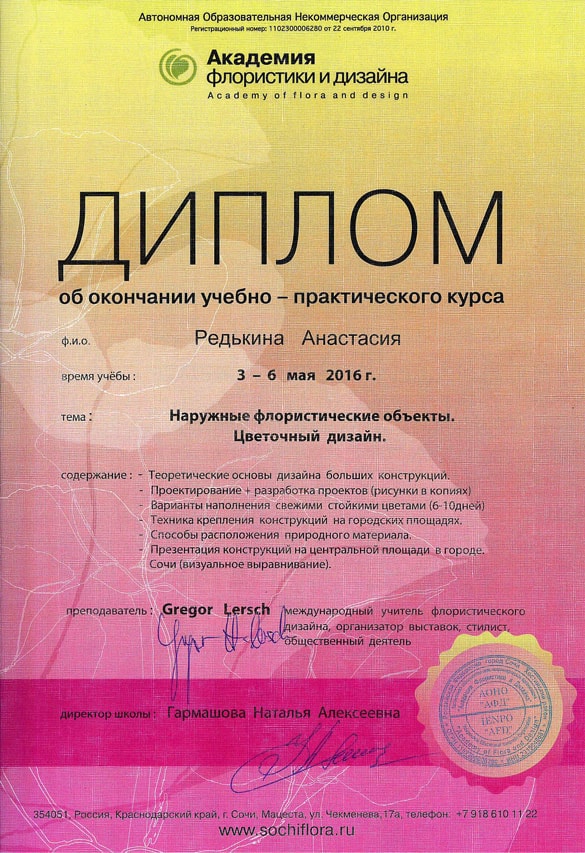 Автономная Образовательная Некоммерческая Организация
Регистрационный номер: 1102300006280 от 22 сентября 2010 г.
Академия
флористики и дизайна
Academy of flora and design
ДИПЛОМ
об окончании учебно – практического курса
ф.и.о. Редькина Анастасия
время учёбы : 3 – 6 мая 2016 г.
тема : Наружные флористические объекты.
Цветочный дизайн.
содержание : - Теоретические основы дизайна больших конструкций.
- Проектирование + разработка проектов (рисунки в копиях)
- Варианты наполнения свежими стойкими цветами (6-10дней)
- Техника крепления конструкций на городских площадях.
- Способы расположения природного материала.
- Презентация конструкций на центральной площади в городе.
Сочи (визуальное выравнивание).
преподаватель : Gregor Lersch международный учитель флористического
дизайна, организатор выставок, стилист,
общественный деятель
АОНО
"АФД"
IENPO
"AFD"
директор школы : Гармашова Наталья Алексеевна
354051, Россия, Краснодарский край, г. Сочи, Мацеста, ул. Чекменева,17а, телефон. +7 918 610 11 22
www.sochiflora.ru